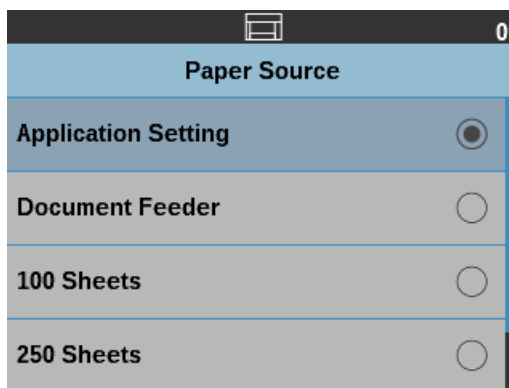 0
Paper Source
Application Setting
Document Feeder
100 Sheets
250 Sheets